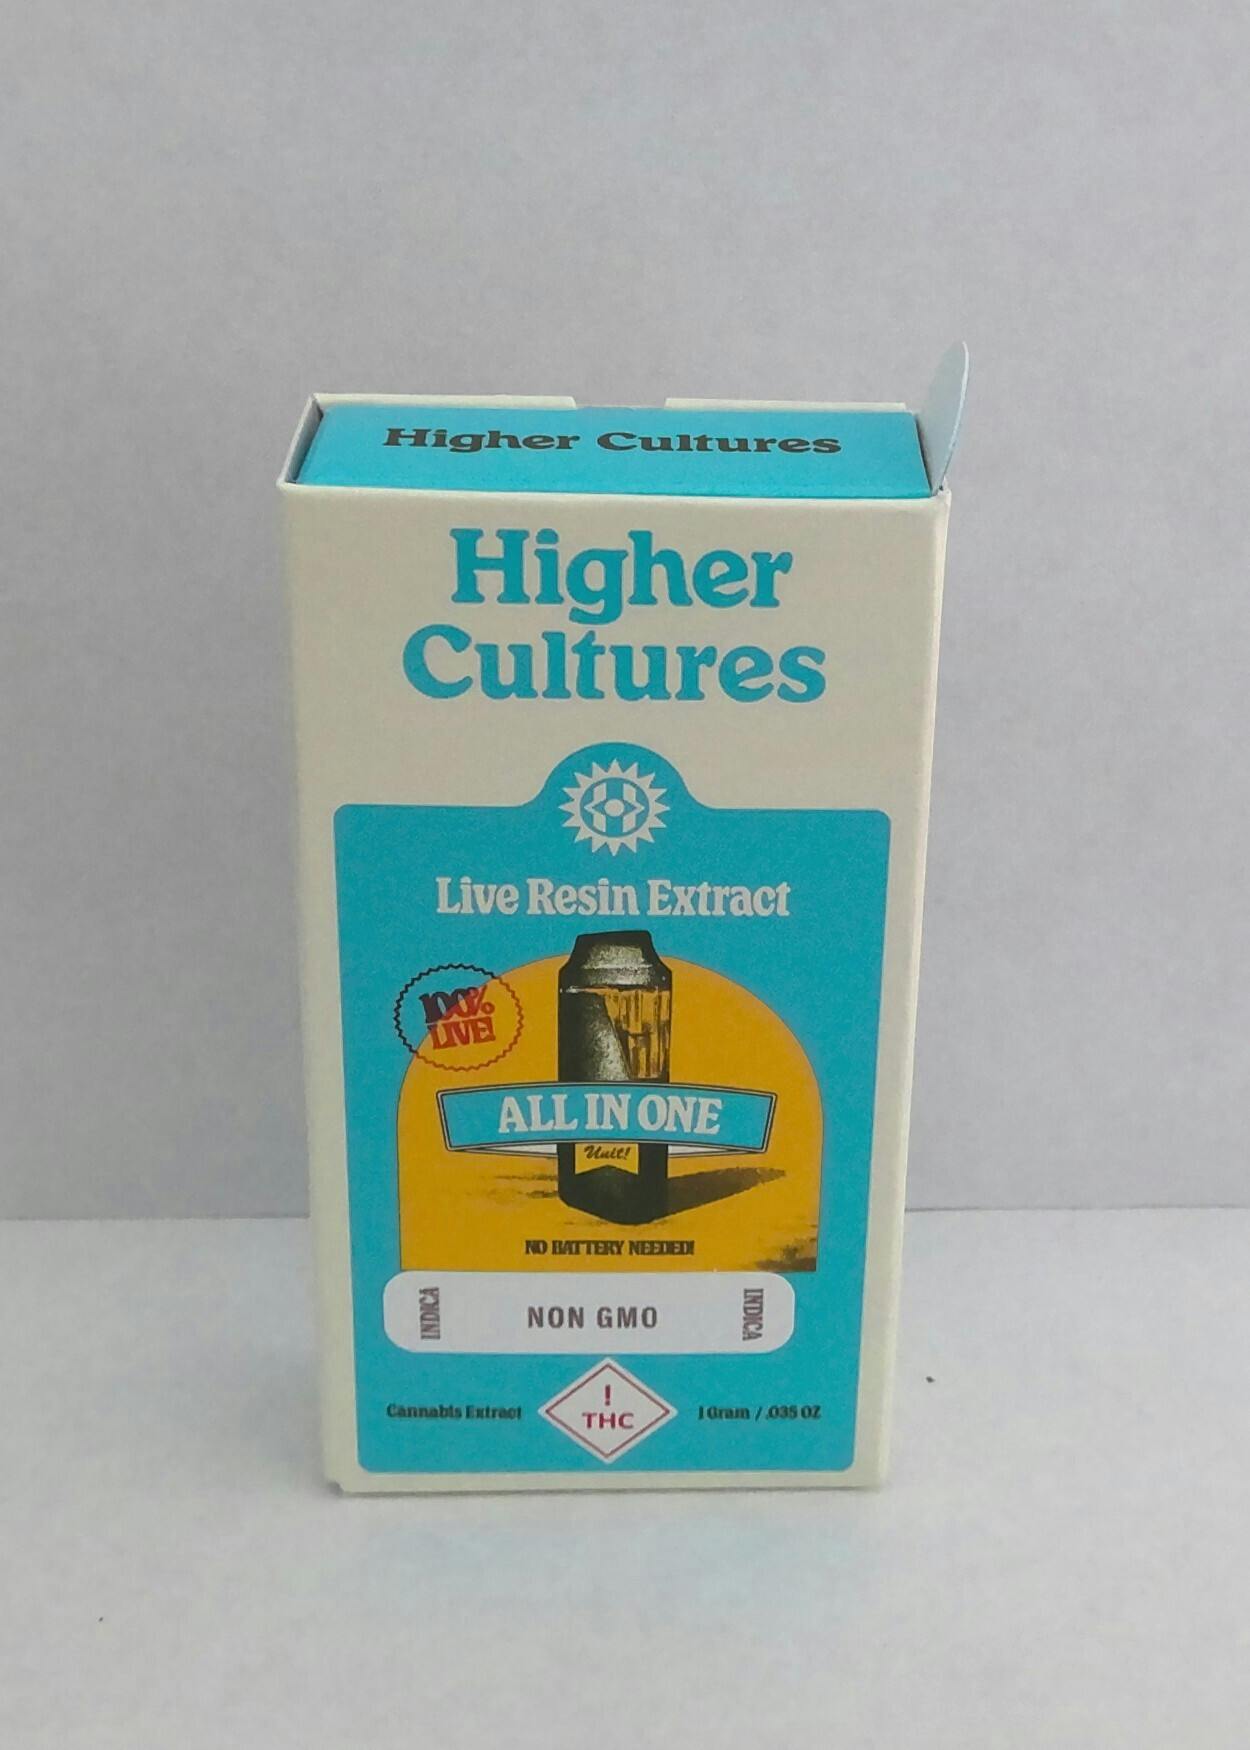 Higher Cultures
Higher
Cultures
Live Resin Extract
100%
LIVE!
ALL IN ONE
Unit!
NO BATTERY NEEDED!
INDICA
NON GMO
INDICA
Cannabis Extract
!
THC
1 Gram / .035 OZ